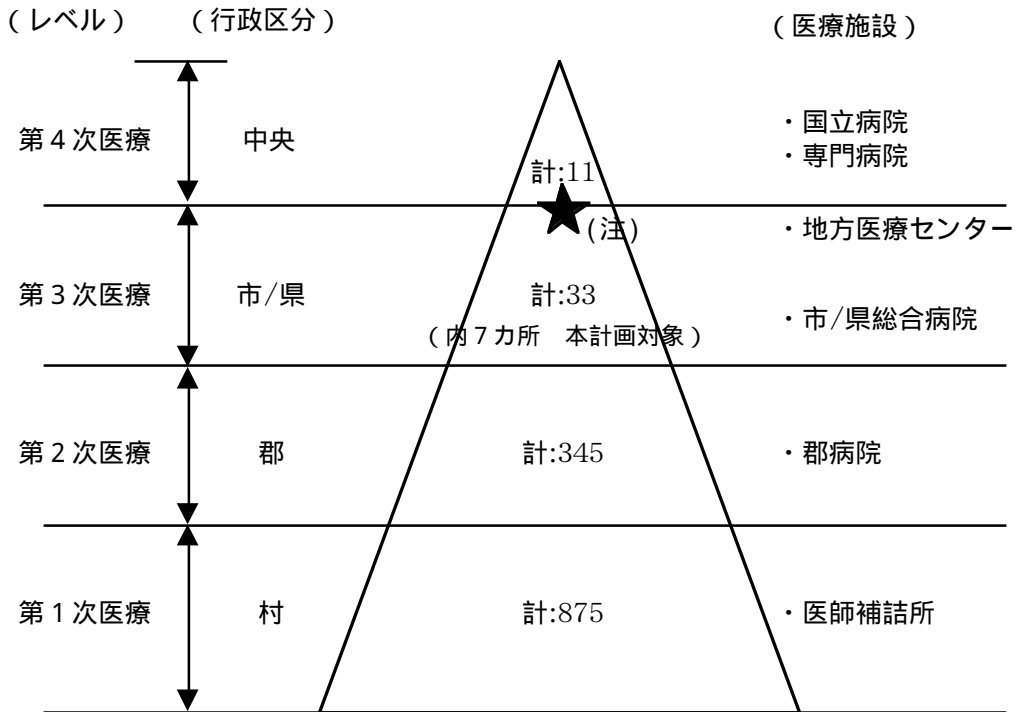 （レベル）　（行政区分）　（医療施設）
第４次医療　中央　・国立病院
・専門病院
計:11
(注)　・地方医療センター
第３次医療　市/県　計:33
・市/県総合病院
（内７カ所　本計画対象）
第２次医療　郡　計:345　・郡病院
第１次医療　村　計:875　・医師補詰所